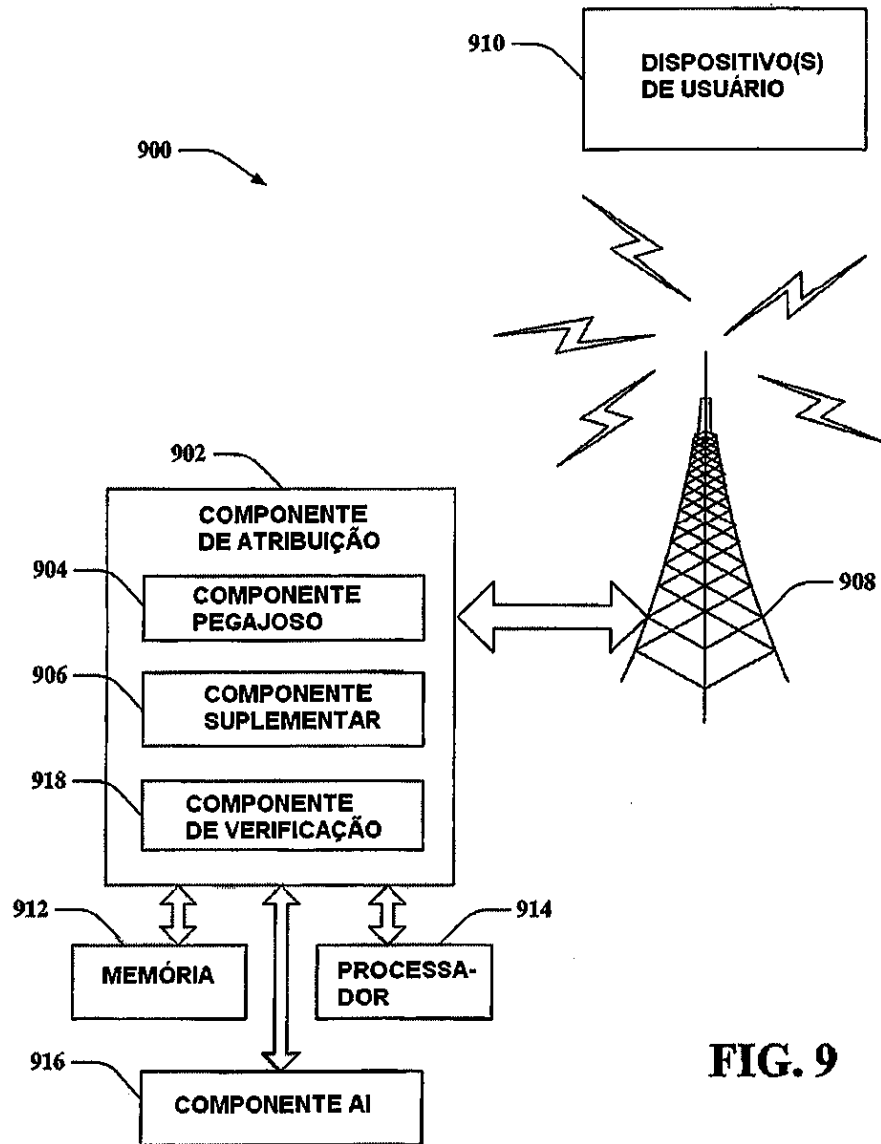 910
DISPOSITIVO(S)
DE USUÁRIO
900
902
COMPONENTE
DE ATRIBUIÇÃO
904
COMPONENTE
PEGAJOSO
908
906
COMPONENTE
SUPLEMENTAR
918
COMPONENTE
DE VERIFICAÇÃO
912
914
MEMÓRIA
PROCESSA-
DOR
916
COMPONENTE AI
FIG. 9